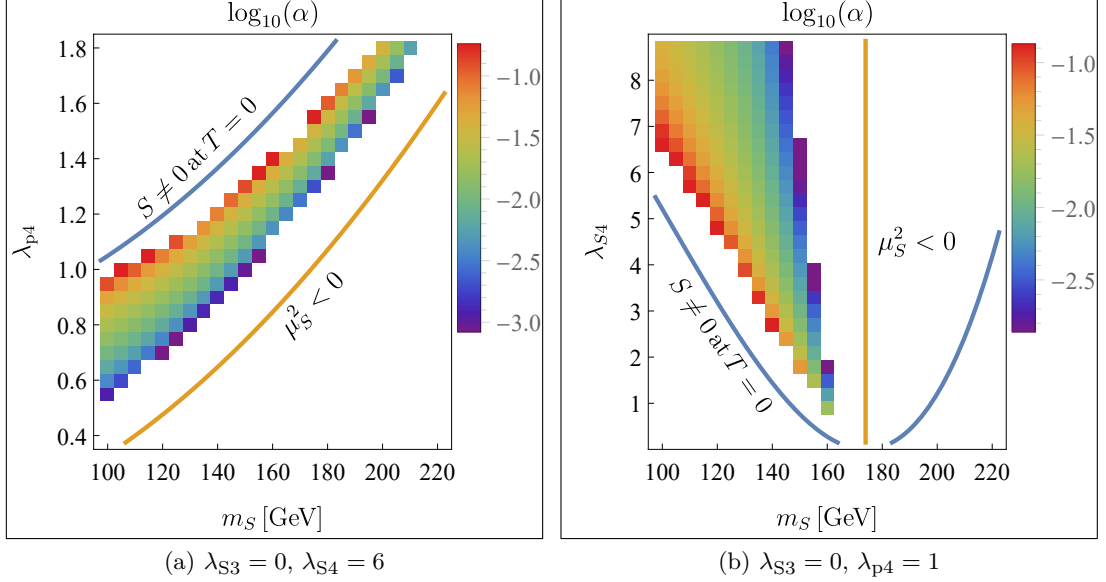 log₁₀(α)
1.8
1.6
1.4
1.2
1.0
0.8
0.6
0.4
λp4
S ≠ 0 at T = 0
μ²S < 0
−1.0
−1.5
−2.0
−2.5
−3.0
100 120 140 160 180 200 220
mS [GeV]
(a) λS3 = 0, λS4 = 6
log₁₀(α)
8
7
6
5
4
3
2
1
λS4
S ≠ 0 at T = 0
μ²S < 0
−1.0
−1.5
−2.0
−2.5
100 120 140 160 180 200 220
mS [GeV]
(b) λS3 = 0, λp4 = 1